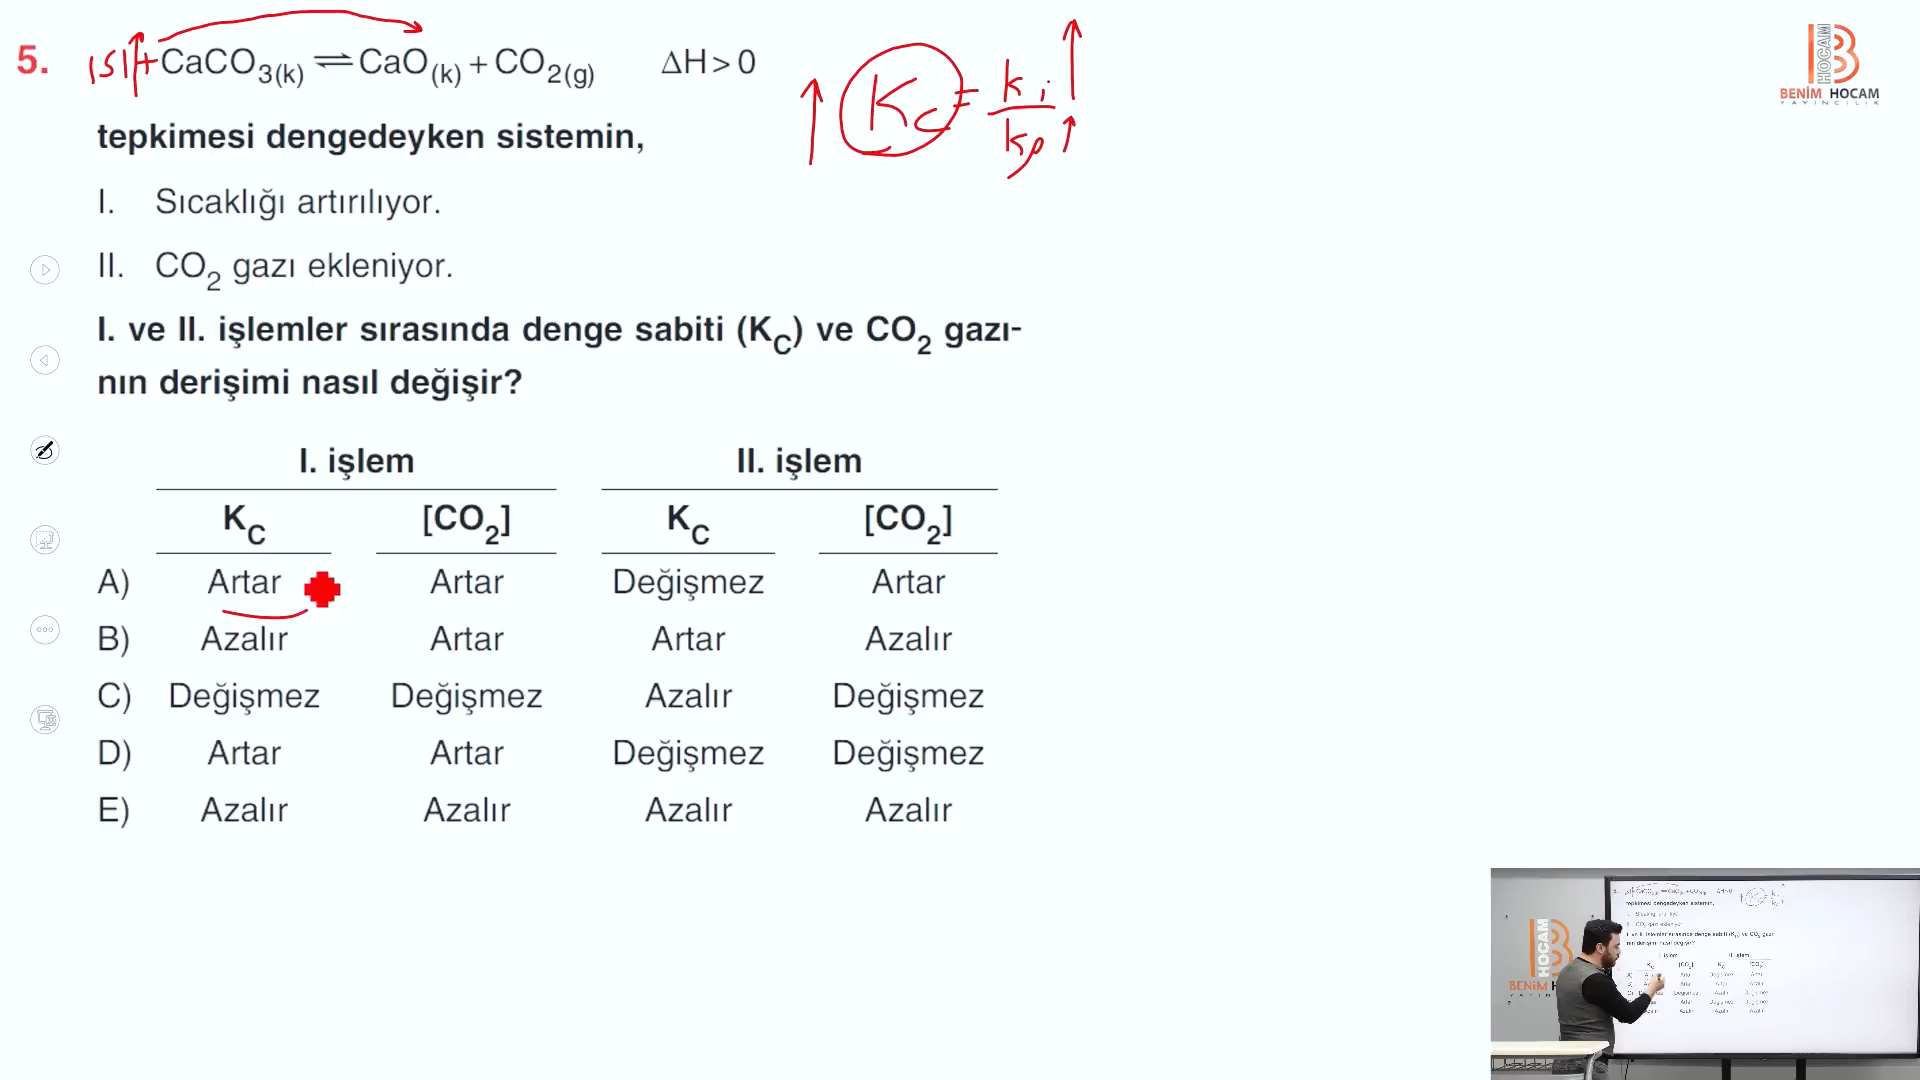 5. ısı + CaCO3(k) ⇌ CaO(k) + CO2(g) ΔH > 0
Kc = ki / kg
tepkimesi dengedeyken sistemin,
I. Sıcaklığı artırılıyor.
II. CO2 gazı ekleniyor.
I. ve II. işlemler sırasında denge sabiti (KC) ve CO2 gazı-
nın derişimi nasıl değişir?
I. işlem II. işlem
KC [CO2] KC [CO2]
A) Artar Artar Değişmez Artar
B) Azalır Artar Artar Azalır
C) Değişmez Değişmez Azalır Değişmez
D) Artar Artar Değişmez Değişmez
E) Azalır Azalır Azalır Azalır
BENİM HOCAM
YAYINCILIK